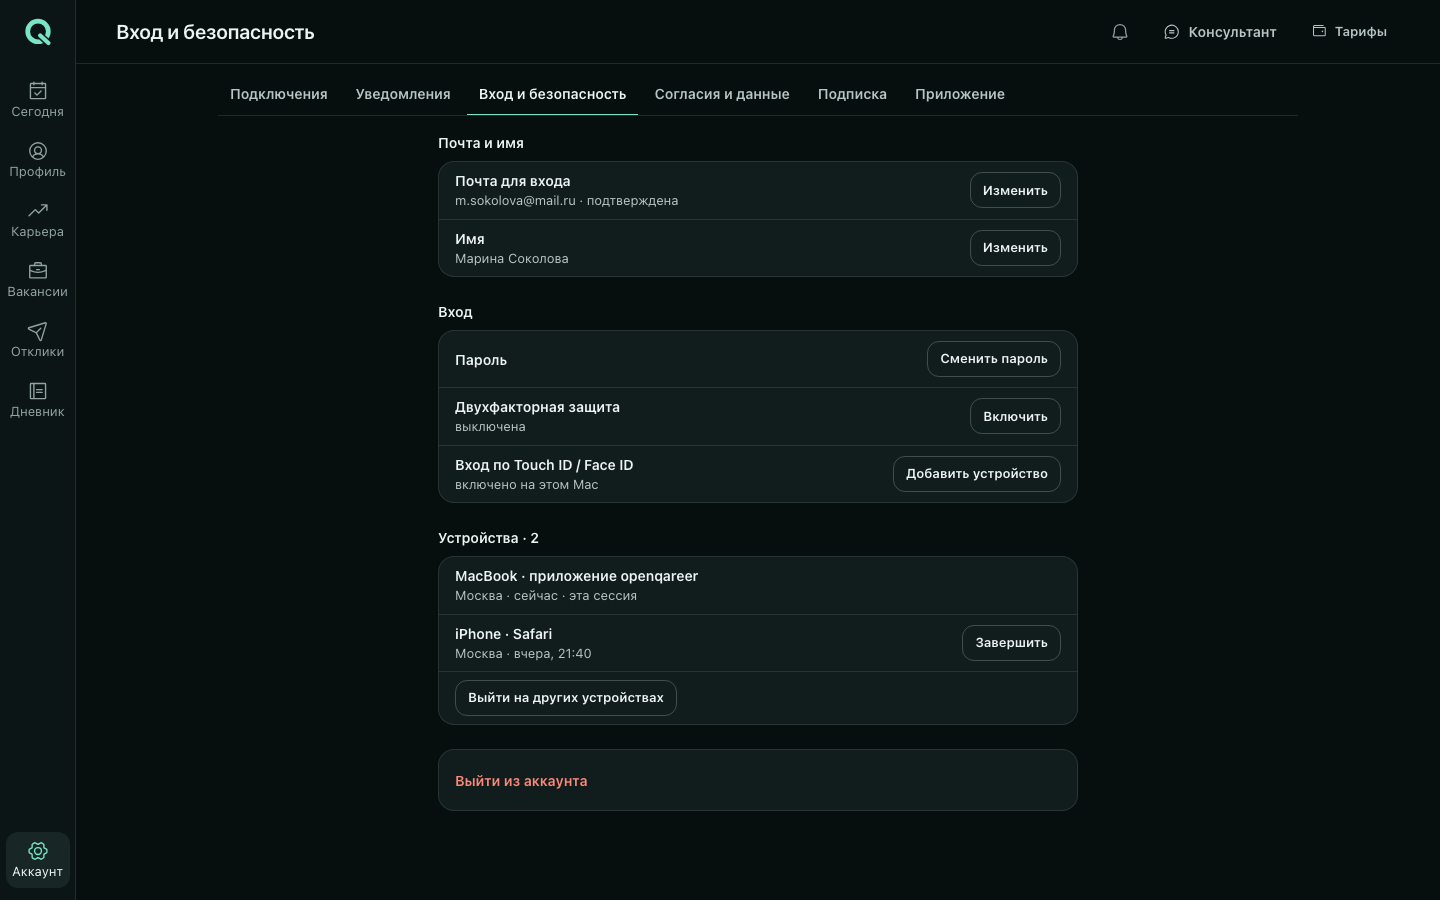 Вход и безопасность
Консультант
Тарифы
Сегодня
Профиль
Карьера
Вакансии
Отклики
Дневник
Аккаунт
Подключения
Уведомления
Вход и безопасность
Согласия и данные
Подписка
Приложение
Почта и имя
Почта для входа
m.sokolova@mail.ru · подтверждена
Изменить
Имя
Марина Соколова
Изменить
Вход
Пароль
Сменить пароль
Двухфакторная защита
выключена
Включить
Вход по Touch ID / Face ID
включено на этом Mac
Добавить устройство
Устройства · 2
MacBook · приложение openqareer
Москва · сейчас · эта сессия
iPhone · Safari
Москва · вчера, 21:40
Завершить
Выйти на других устройствах
Выйти из аккаунта